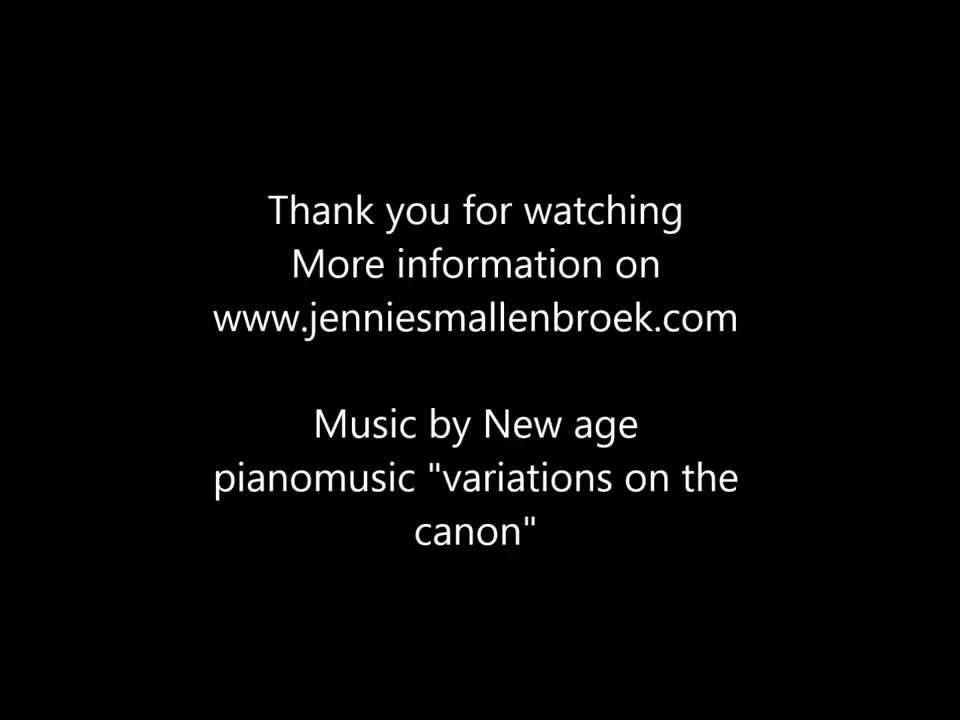 Thank you for watching
More information on
www.jenniesmallenbroek.com
Music by New age
pianomusic "variations on the
canon"